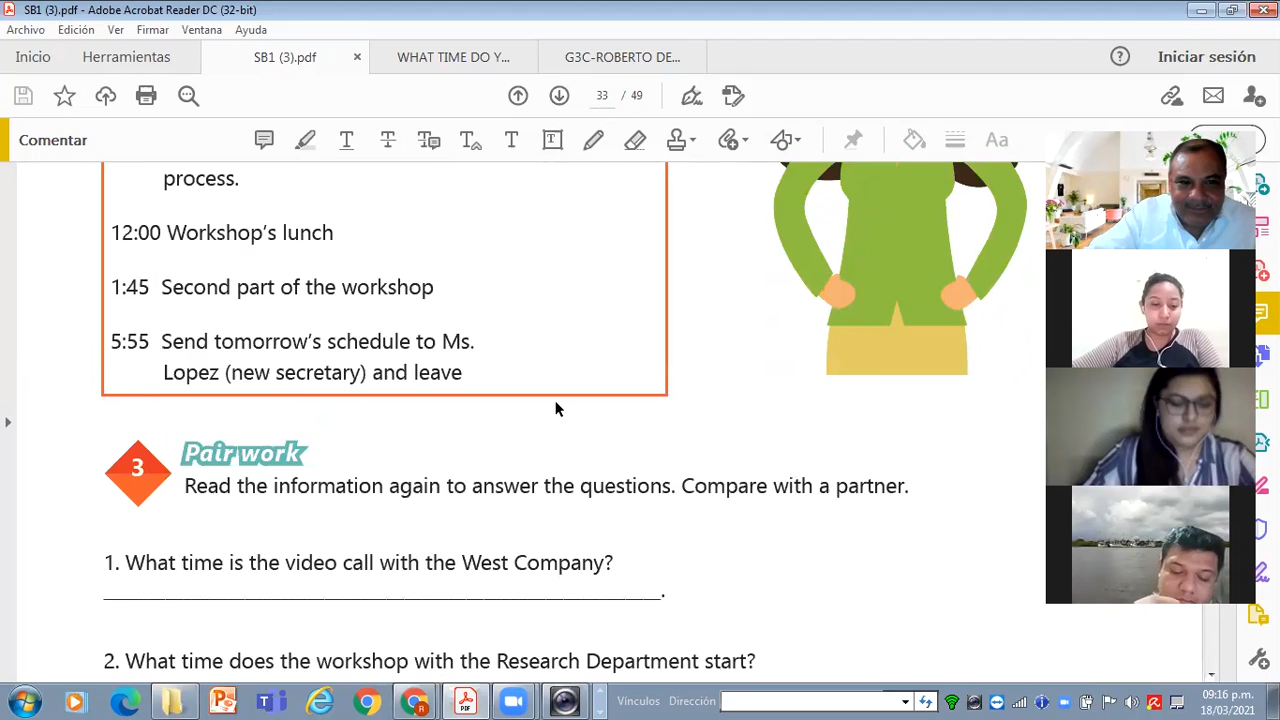 SB1 (3).pdf - Adobe Acrobat Reader DC (32-bit)
Archivo Edición Ver Firmar Ventana Ayuda
Inicio Herramientas SB1 (3).pdf × WHAT TIME DO Y... G3C-ROBERTO DE... Iniciar sesión
33 / 49
Comentar
process.
12:00 Workshop's lunch
1:45 Second part of the workshop
5:55 Send tomorrow's schedule to Ms.
Lopez (new secretary) and leave
3 Pair work
Read the information again to answer the questions. Compare with a partner.
1. What time is the video call with the West Company?
2. What time does the workshop with the Research Department start?
Vínculos Dirección
09:16 p.m.
18/03/2021